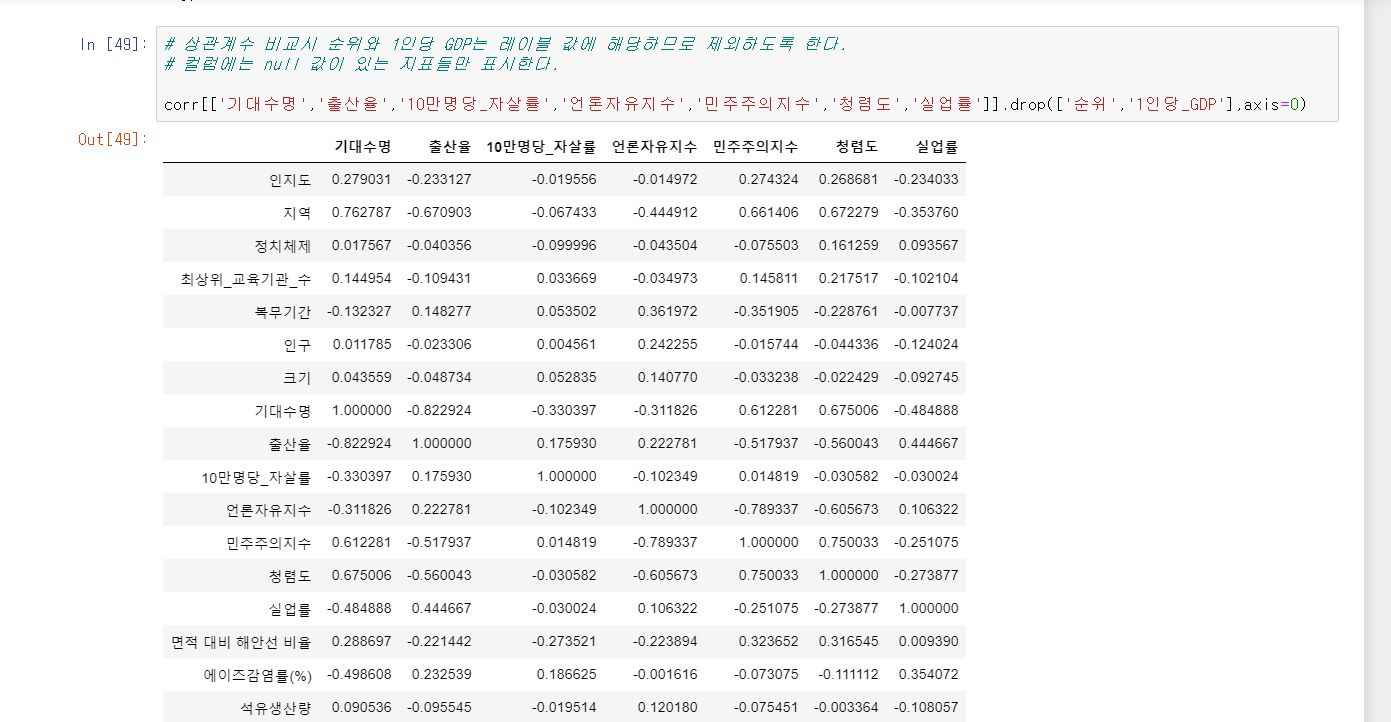 In [49]: # 상관계수 비교시 순위와 1인당 GDP는 레이블 값에 해당하므로 제외하도록 한다.
# 컬럼에는 null 값이 있는 지표들만 표시한다.
corr[['기대수명','출산율','10만명당_자살률','언론자유지수','민주주의지수','청렴도','실업률']].drop(['순위','1인당_GDP'],axis=0)
Out[49]:
기대수명 출산율 10만명당_자살률 언론자유지수 민주주의지수 청렴도 실업률
인지도 0.279031 -0.233127 -0.019556 -0.014972 0.274324 0.268681 -0.234033
지역 0.762787 -0.670903 -0.067433 -0.444912 0.661406 0.672279 -0.353760
정치체제 0.017567 -0.040356 -0.099996 -0.043504 -0.075503 0.161259 0.093567
최상위_교육기관_수 0.144954 -0.109431 0.033669 -0.034973 0.145811 0.217517 -0.102104
복무기간 -0.132327 0.148277 0.053502 0.361972 -0.351905 -0.228761 -0.007737
인구 0.011785 -0.023306 0.004561 0.242255 -0.015744 -0.044336 -0.124024
크기 0.043559 -0.048734 0.052835 0.140770 -0.033238 -0.022429 -0.092745
기대수명 1.000000 -0.822924 -0.330397 -0.311826 0.612281 0.675006 -0.484888
출산율 -0.822924 1.000000 0.175930 0.222781 -0.517937 -0.560043 0.444667
10만명당_자살률 -0.330397 0.175930 1.000000 -0.102349 0.014819 -0.030582 -0.030024
언론자유지수 -0.311826 0.222781 -0.102349 1.000000 -0.789337 -0.605673 0.106322
민주주의지수 0.612281 -0.517937 0.014819 -0.789337 1.000000 0.750033 -0.251075
청렴도 0.675006 -0.560043 -0.030582 -0.605673 0.750033 1.000000 -0.273877
실업률 -0.484888 0.444667 -0.030024 0.106322 -0.251075 -0.273877 1.000000
면적 대비 해안선 비율 0.288697 -0.221442 -0.273521 -0.223894 0.323652 0.316545 0.009390
에이즈감염률(%) -0.498608 0.232539 0.186625 -0.001616 -0.073075 -0.111112 0.354072
석유생산량 0.090536 -0.095545 -0.019514 0.120180 -0.075451 -0.003364 -0.108057